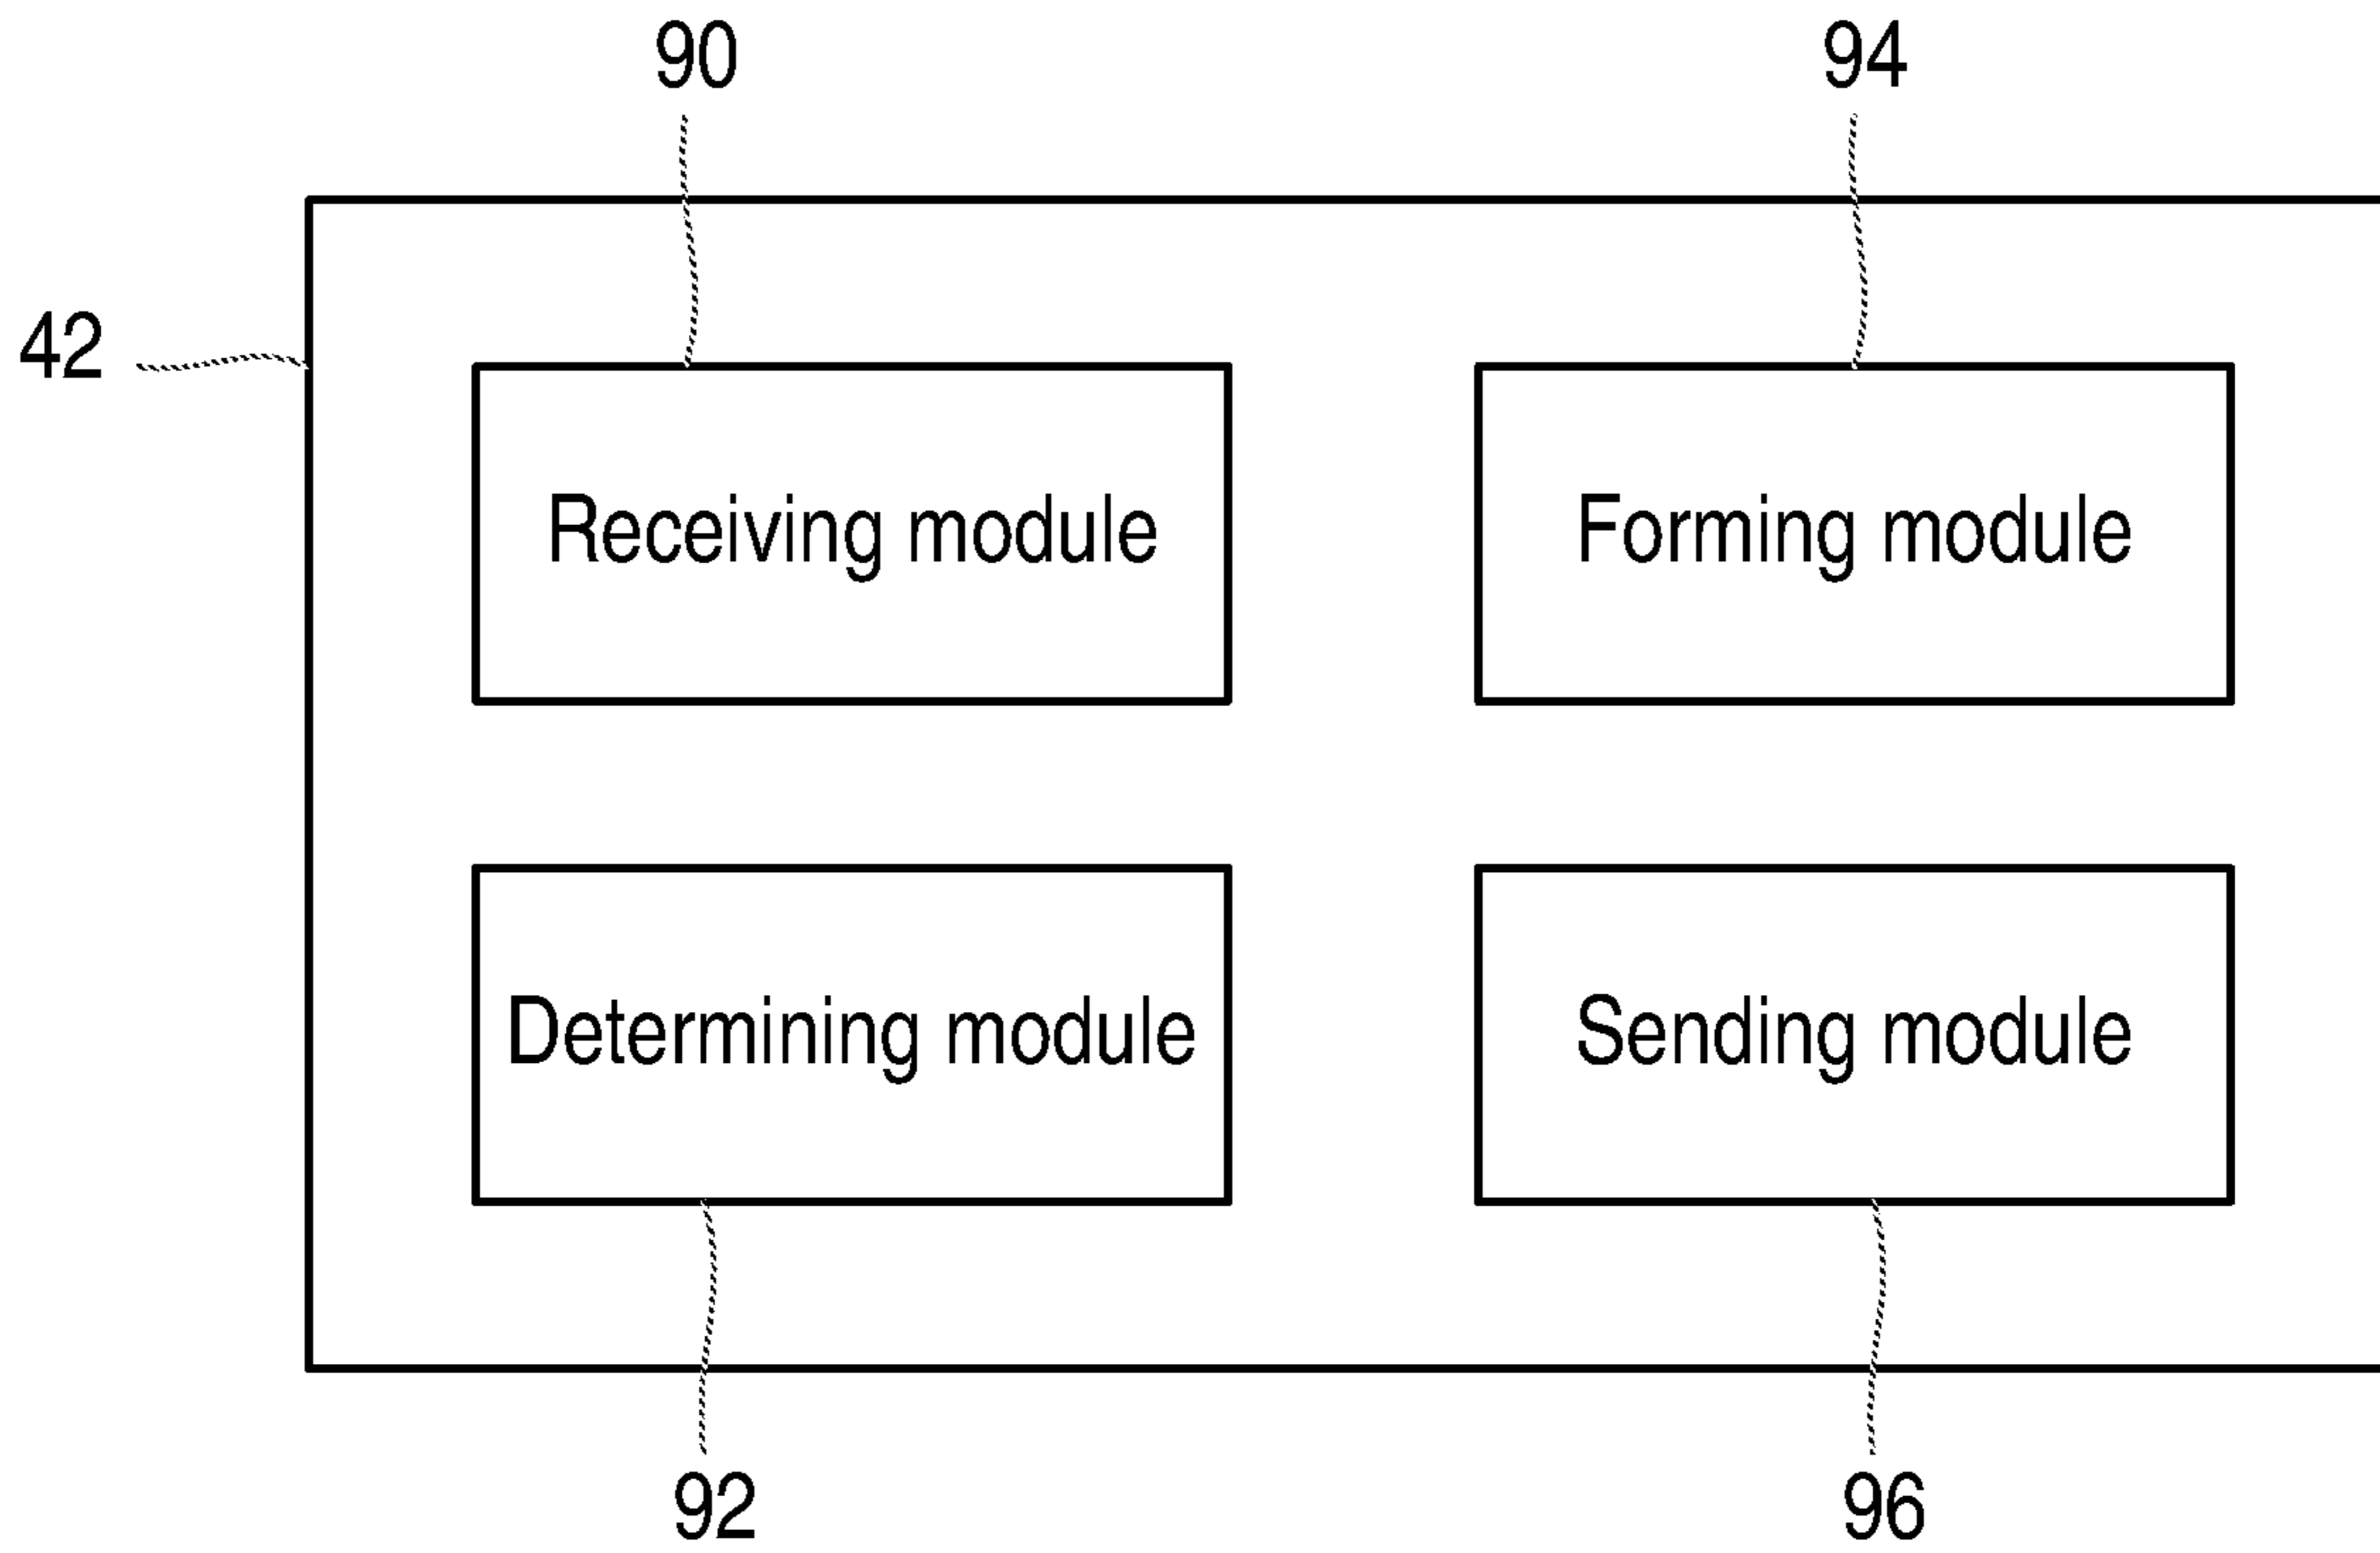 90
94
42
Receiving module
Forming module
Determining module
Sending module
92
96